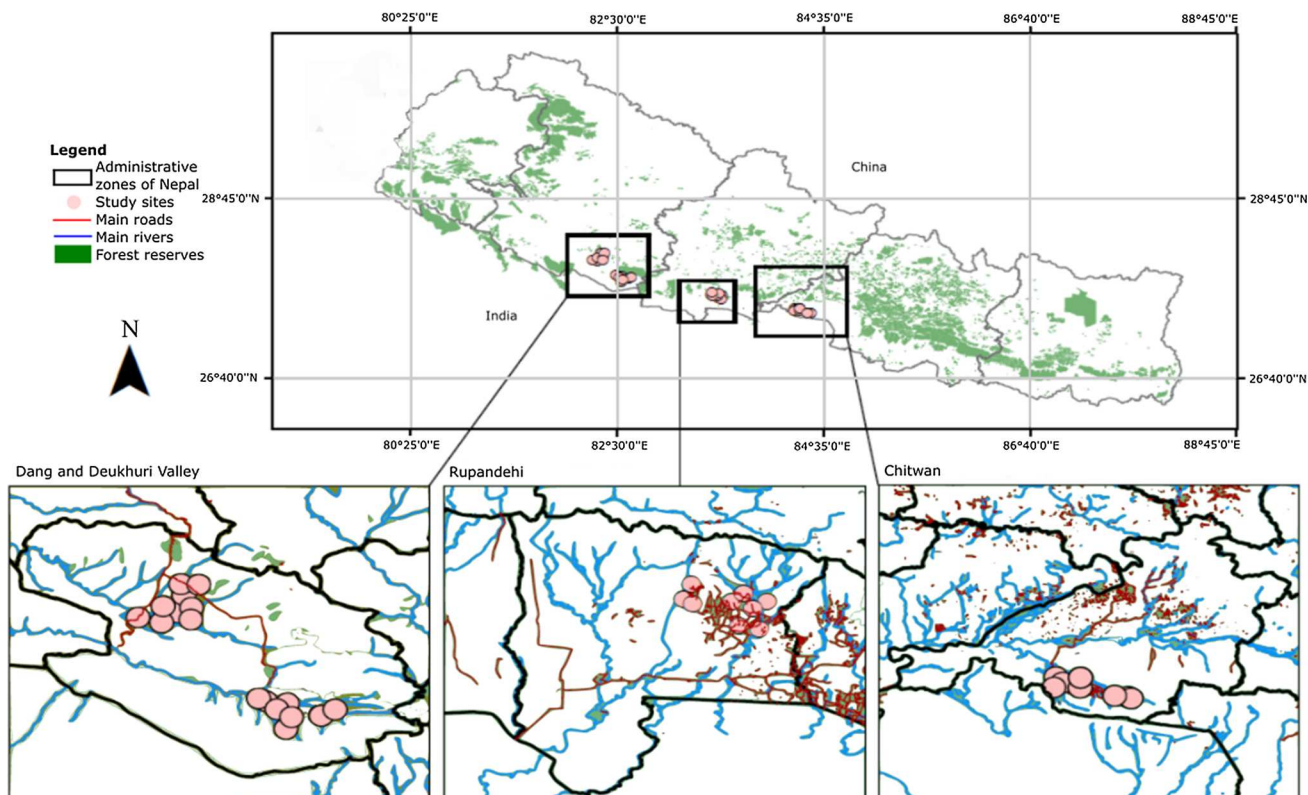 80°25'0"E 82°30'0"E 84°35'0"E 86°40'0"E 88°45'0"E
China
Legend
Administrative
zones of Nepal
Study sites
Main roads
Main rivers
Forest reserves
28°45'0"N 28°45'0"N
India
N
26°40'0"N 26°40'0"N
80°25'0"E 82°30'0"E 84°35'0"E 86°40'0"E 88°45'0"E
Dang and Deukhuri Valley Rupandehi Chitwan